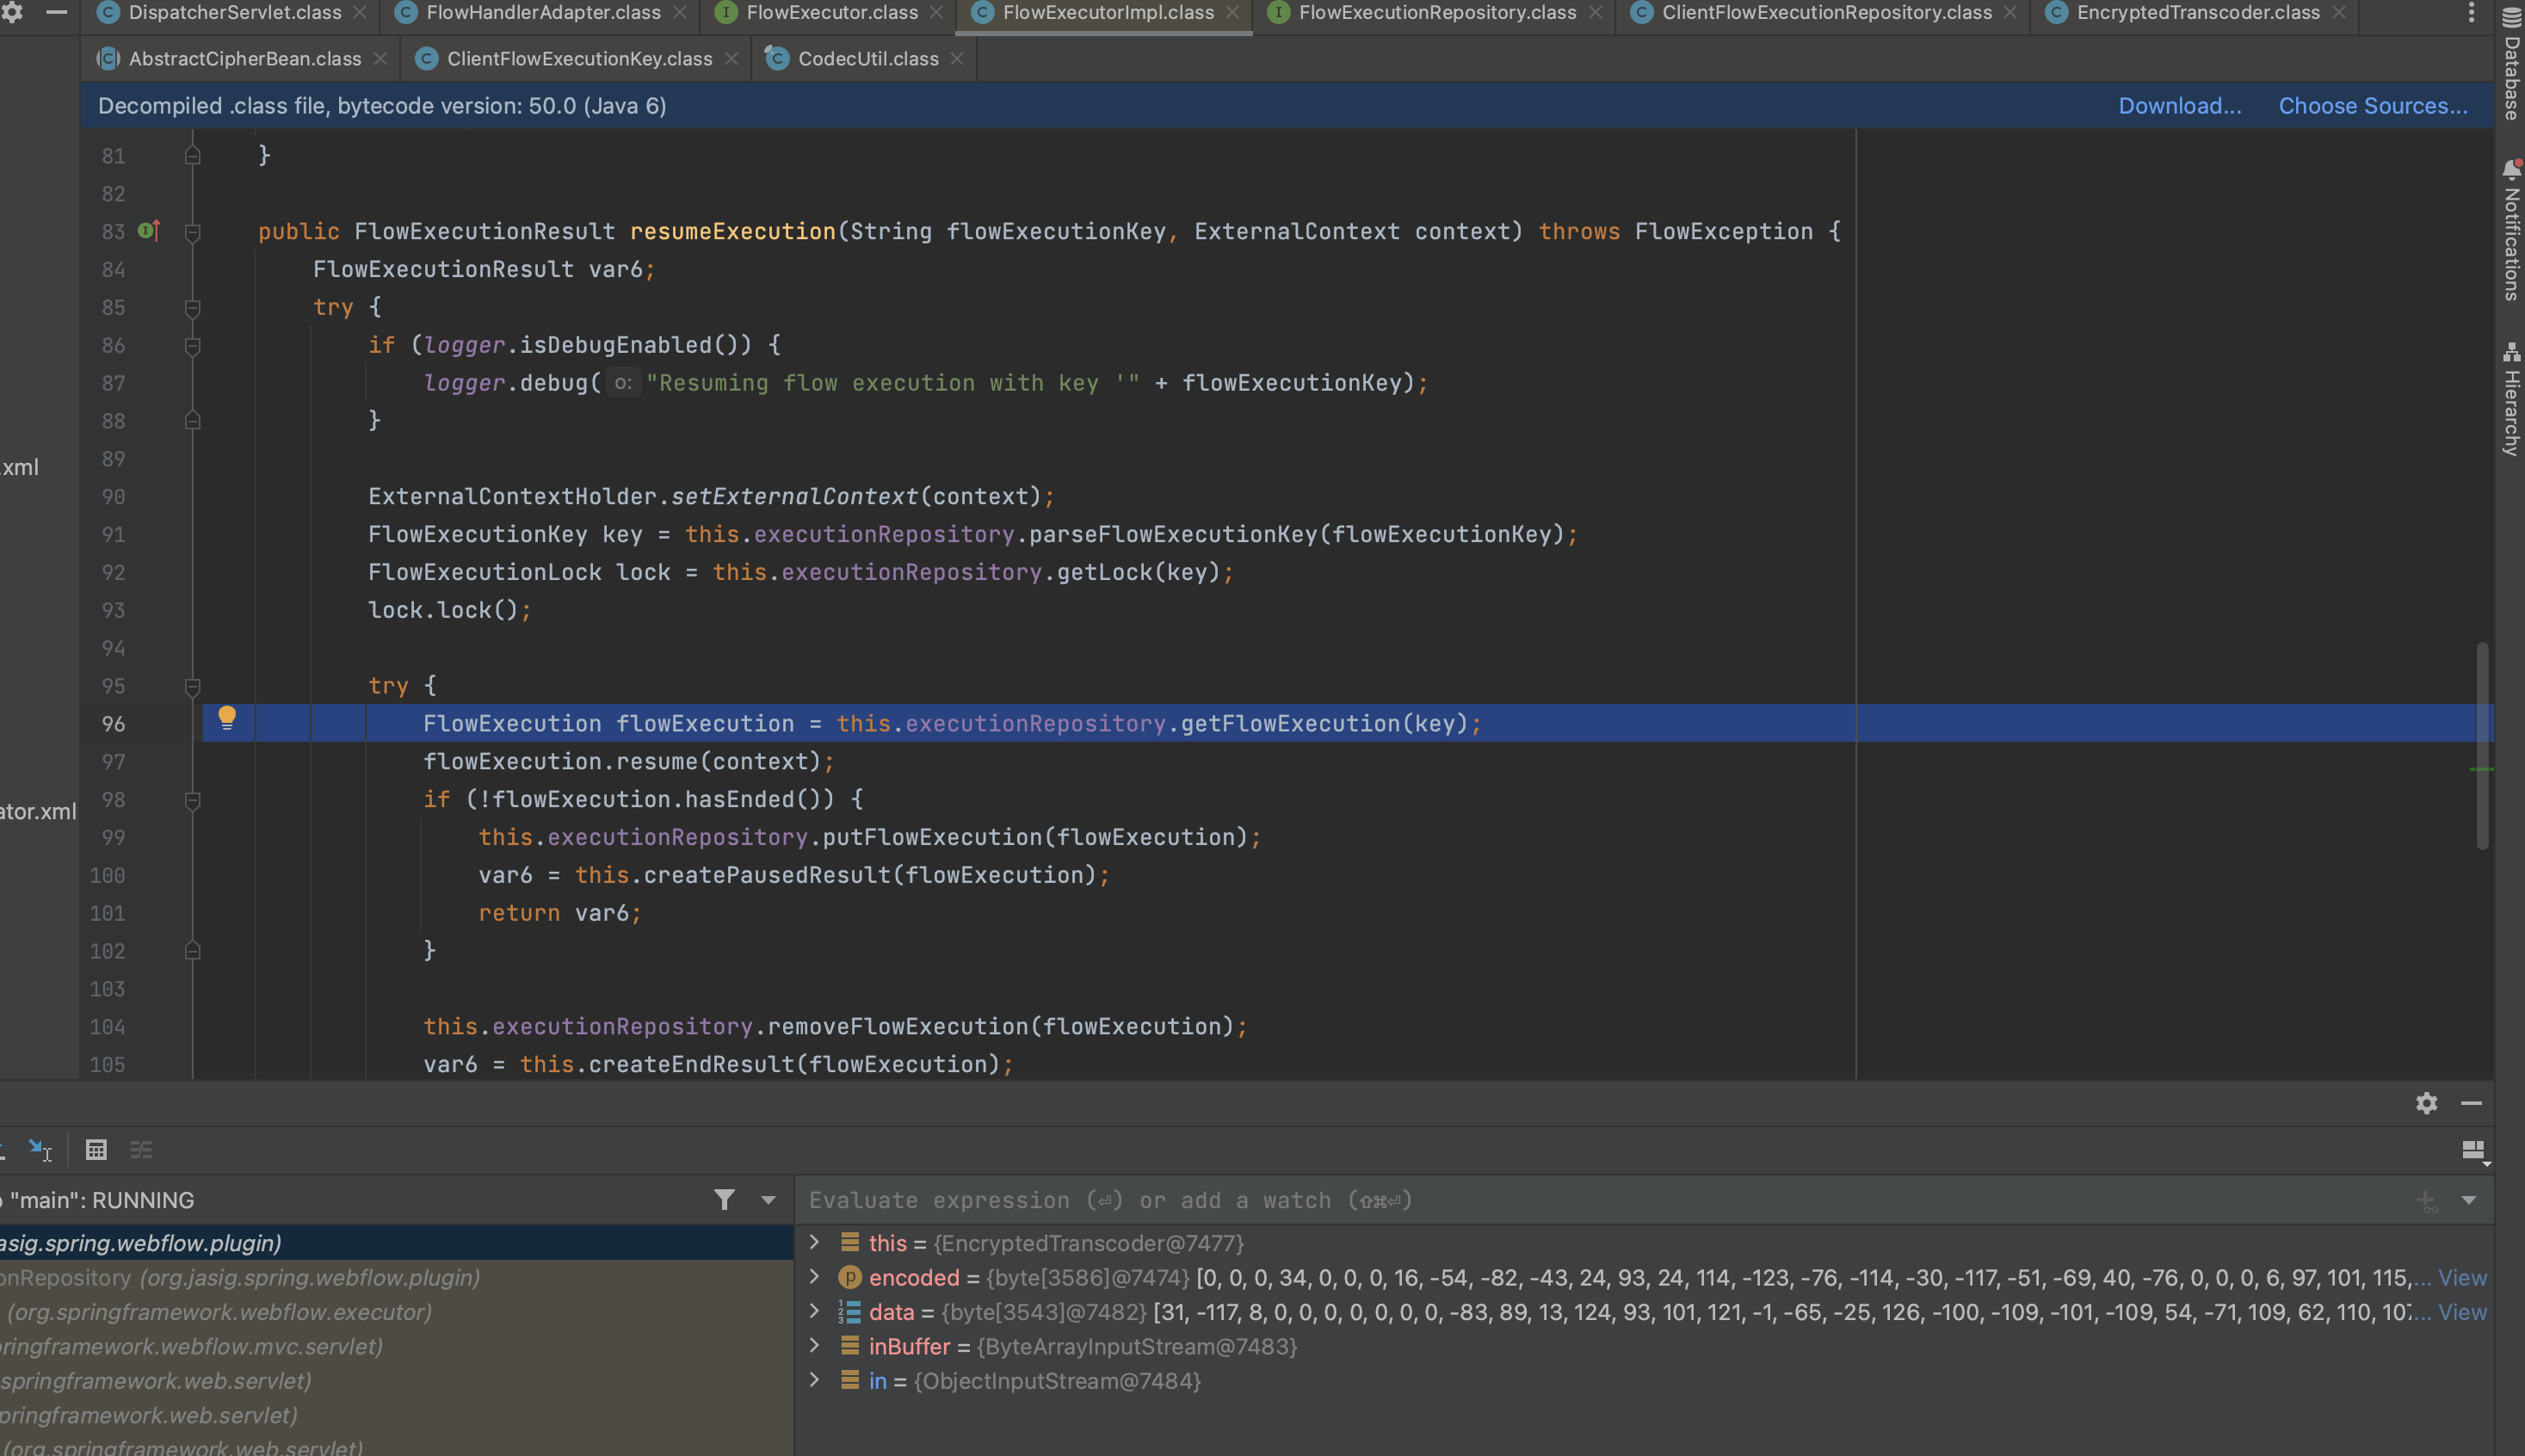 DispatcherServlet.class FlowHandlerAdapter.class FlowExecutor.class FlowExecutorImpl.class FlowExecutionRepository.class ClientFlowExecutionRepository.class EncryptedTranscoder.class
AbstractCipherBean.class ClientFlowExecutionKey.class CodecUtil.class
Decompiled .class file, bytecode version: 50.0 (Java 6) Download... Choose Sources...
81 }
82
83 public FlowExecutionResult resumeExecution(String flowExecutionKey, ExternalContext context) throws FlowException {
84 FlowExecutionResult var6;
85 try {
86 if (logger.isDebugEnabled()) {
87 logger.debug( o: "Resuming flow execution with key '" + flowExecutionKey);
88 }
89
90 ExternalContextHolder.setExternalContext(context);
91 FlowExecutionKey key = this.executionRepository.parseFlowExecutionKey(flowExecutionKey);
92 FlowExecutionLock lock = this.executionRepository.getLock(key);
93 lock.lock();
94
95 try {
96 FlowExecution flowExecution = this.executionRepository.getFlowExecution(key);
97 flowExecution.resume(context);
98 if (!flowExecution.hasEnded()) {
99 this.executionRepository.putFlowExecution(flowExecution);
100 var6 = this.createPausedResult(flowExecution);
101 return var6;
102 }
103
104 this.executionRepository.removeFlowExecution(flowExecution);
105 var6 = this.createEndResult(flowExecution);
.xml
ator.xml
Database
Notifications
Hierarchy
"main": RUNNING
Evaluate expression (⏎) or add a watch (⇧⌘⏎)
asig.spring.webflow.plugin)
onRepository (org.jasig.spring.webflow.plugin)
(org.springframework.webflow.executor)
pringframework.webflow.mvc.servlet)
springframework.web.servlet)
pringframework.web.servlet)
(org.springframework.web.servlet)
this = {EncryptedTranscoder@7477}
encoded = {byte[3586]@7474} [0, 0, 0, 34, 0, 0, 0, 16, -54, -82, -43, 24, 93, 24, 114, -123, -76, -114, -30, -117, -51, -69, 40, -76, 0, 0, 0, 6, 97, 101, 115,... View
data = {byte[3543]@7482} [31, -117, 8, 0, 0, 0, 0, 0, 0, 0, -83, 89, 13, 124, 93, 101, 121, -1, -65, -25, 126, -100, -109, -101, -109, 54, -71, 109, 62, 110, 107,... View
inBuffer = {ByteArrayInputStream@7483}
in = {ObjectInputStream@7484}